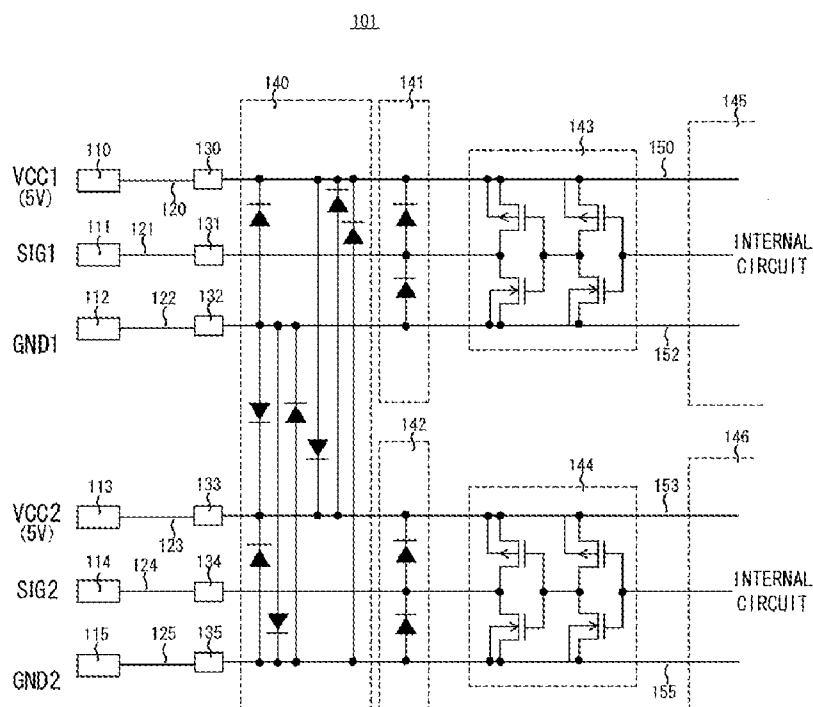 101
140
141
145
143
110
130
150
VCC1
(5V)
120
111
121
131
SIG1
INTERNAL
CIRCUIT
112
122
132
GND1
152
142
146
144
113
133
153
VCC2
(5V)
123
114
124
134
SIG2
INTERNAL
CIRCUIT
115
125
135
GND2
155